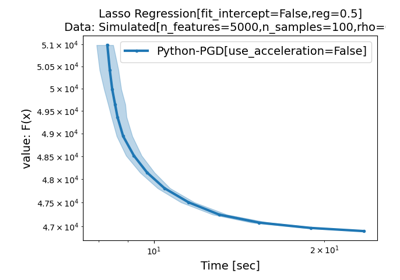 Lasso Regression[fit_intercept=False,reg=0.5]
Data: Simulated[n_features=5000,n_samples=100,rho=
Python-PGD[use_acceleration=False]
value: F(x)
5.1 × 10⁴
5.05 × 10⁴
5 × 10⁴
4.95 × 10⁴
4.9 × 10⁴
4.85 × 10⁴
4.8 × 10⁴
4.75 × 10⁴
4.7 × 10⁴
10¹
2 × 10¹
Time [sec]